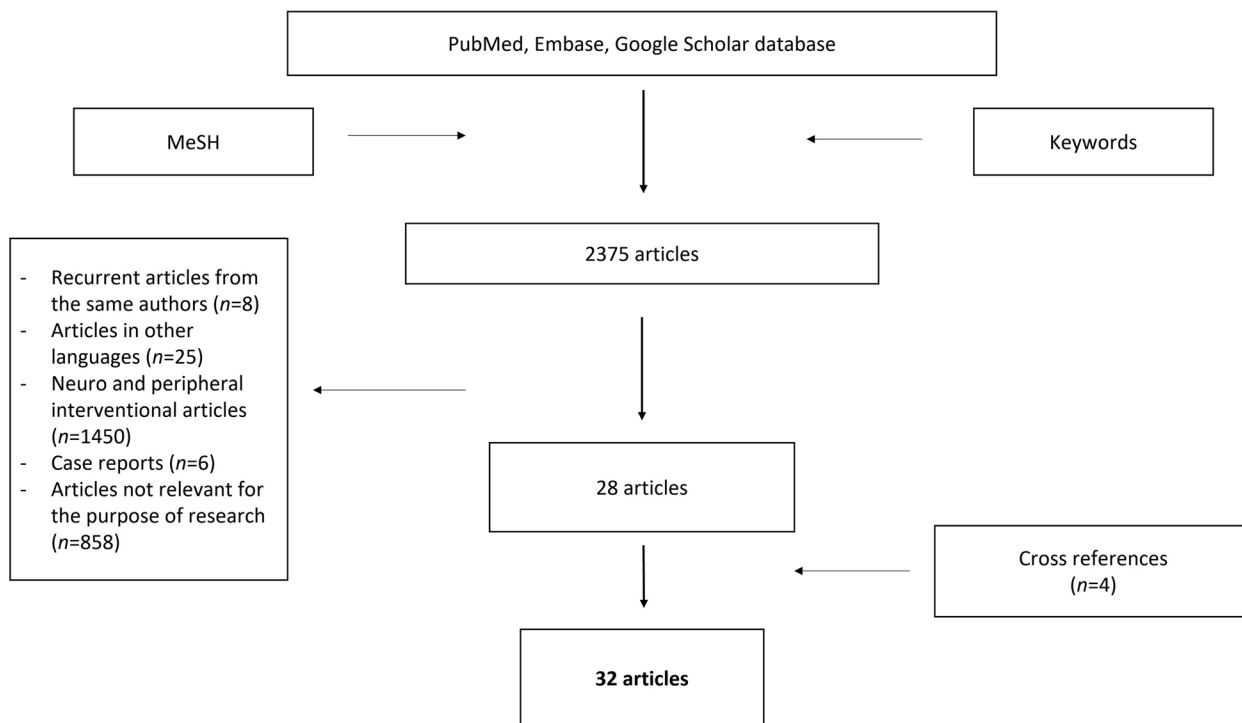 PubMed, Embase, Google Scholar database
MeSH
Keywords
2375 articles
- Recurrent articles from
the same authors (n=8)
- Articles in other
languages (n=25)
- Neuro and peripheral
interventional articles
(n=1450)
- Case reports (n=6)
- Articles not relevant for
the purpose of research
(n=858)
28 articles
Cross references
(n=4)
32 articles